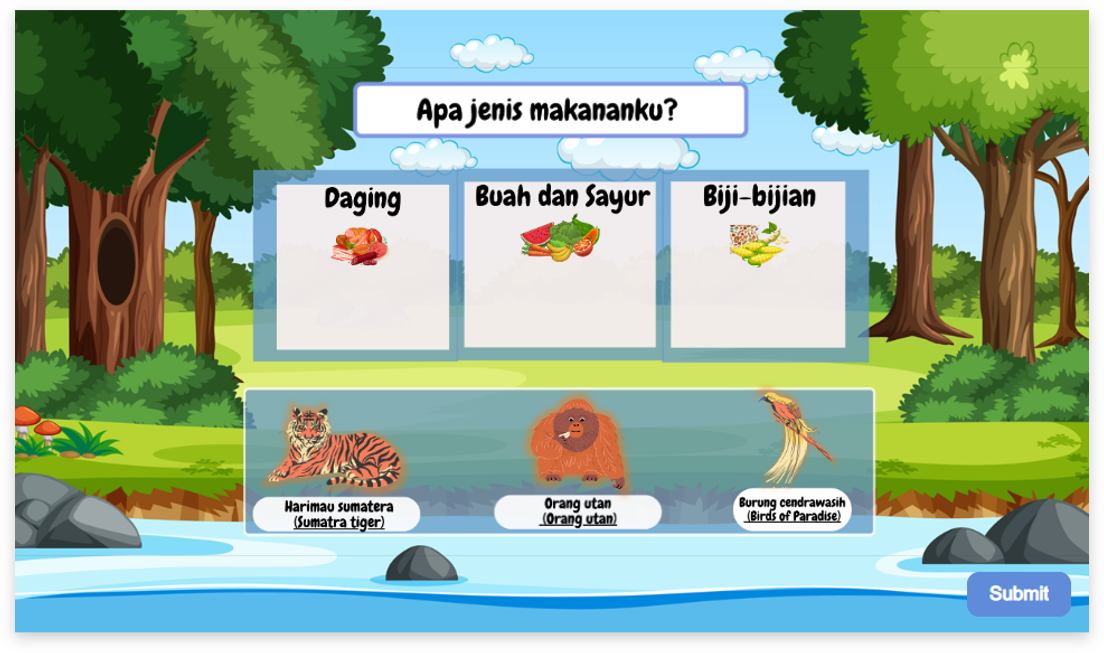 Apa jenis makananku?
Daging
Buah dan Sayur
Biji-bijian
Harimau sumatera
(Sumatra tiger)
Orang utan
(Orang utan)
Burung cendrawasih
(Birds of Paradise)
Submit